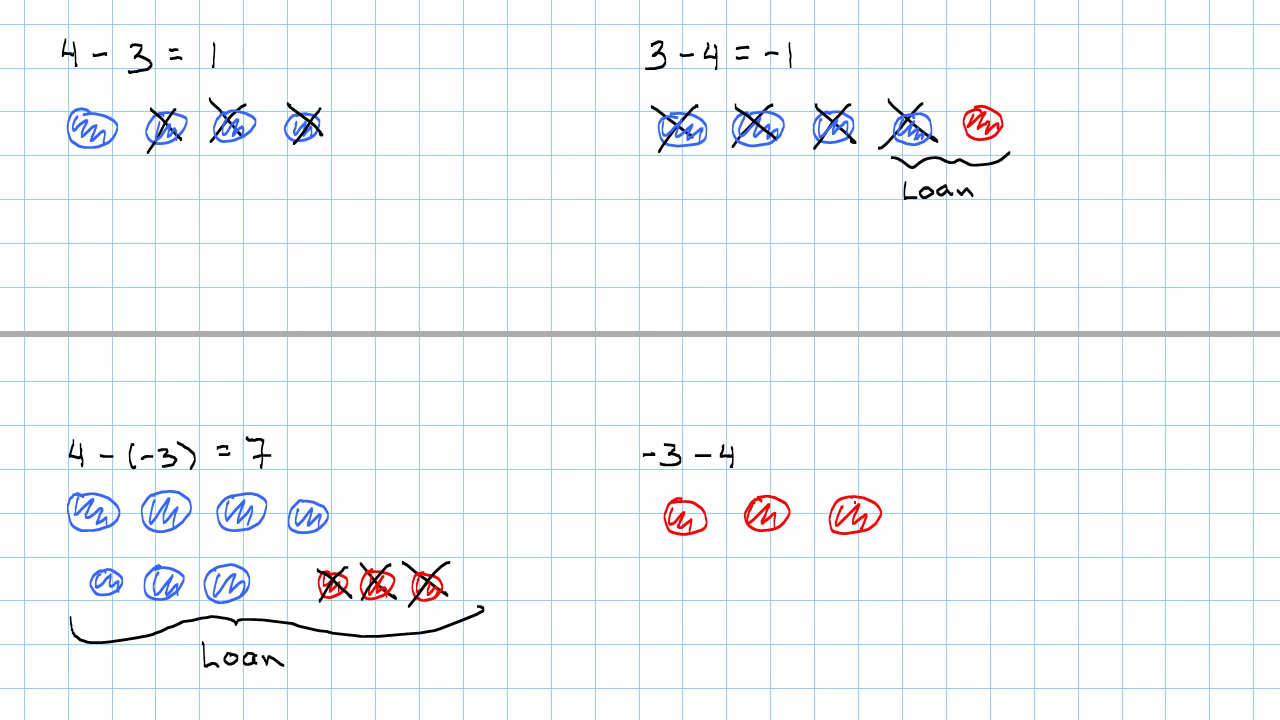 4 - 3 = 1
3 - 4 = -1
Loan
4 - (-3) = 7
-3 - 4
Loan